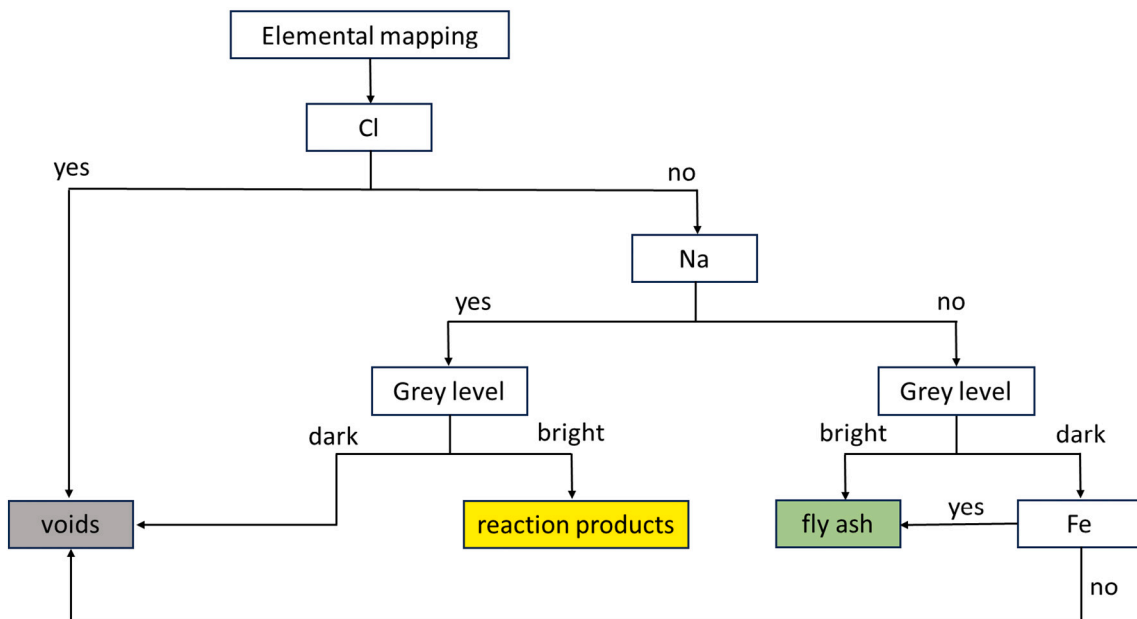 Elemental mapping
Cl
yes
no
Na
yes
no
Grey level
Grey level
dark
bright
bright
dark
voids
reaction products
fly ash
yes
Fe
no